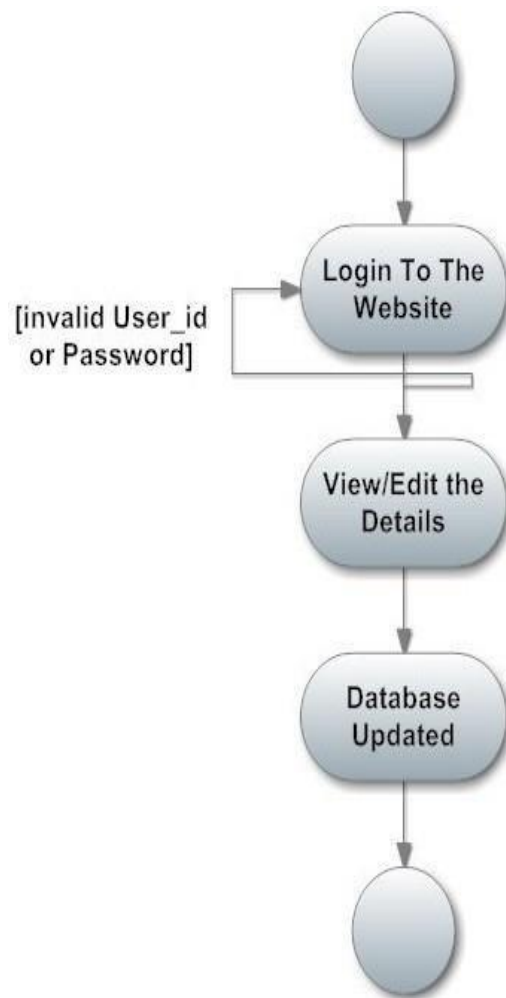 Login To The
Website
[invalid User_id
or Password]
View/Edit the
Details
Database
Updated